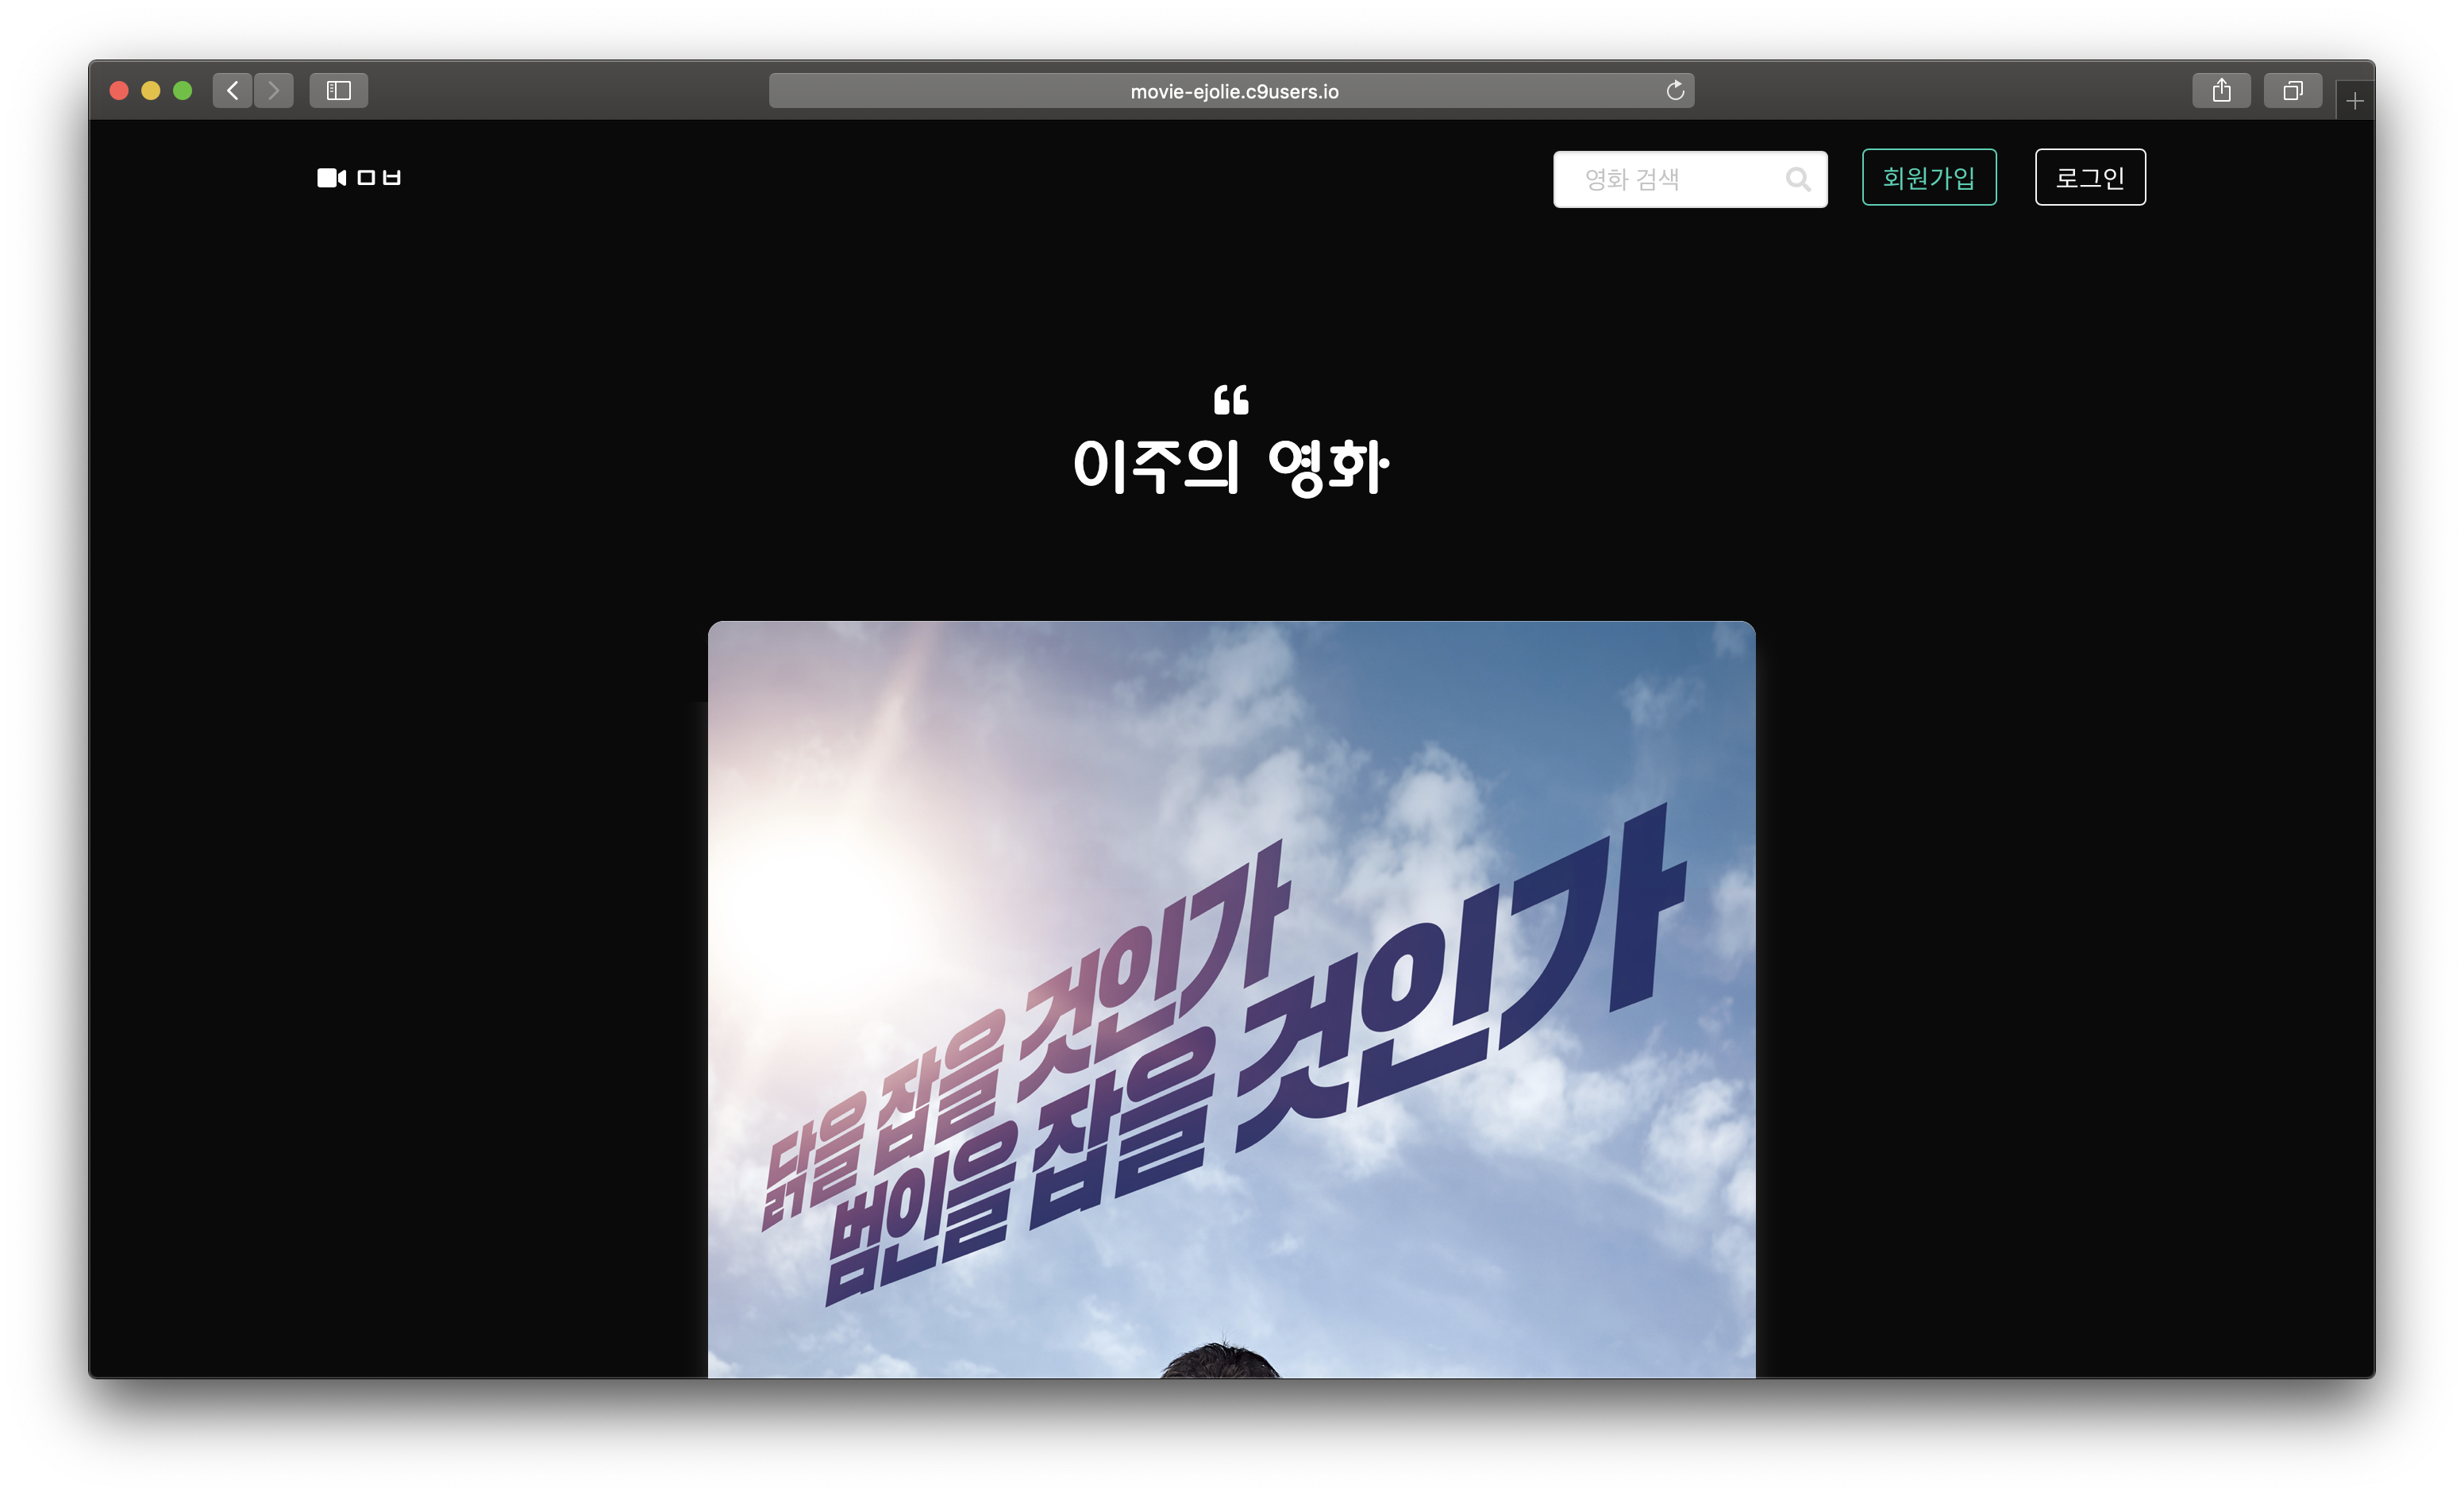 movie-ejolie.c9users.io
ㅁㅂ
영화 검색
회원가입
로그인
이주의 영화
닭을 잡을 것인가
범인을 잡을 것인가